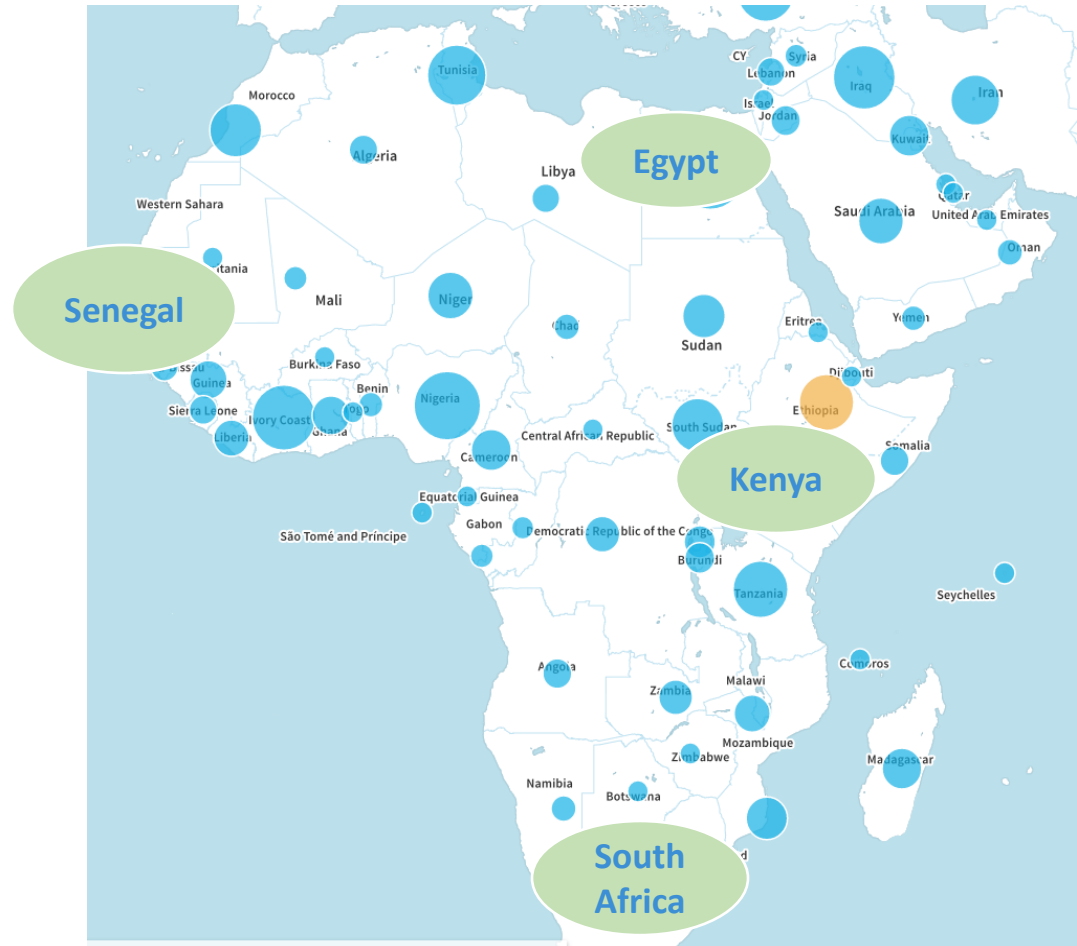 CY
Syria
Tunisia
Lebanon
Iraq
Iran
Morocco
Israel
Jordan
Kuwait
Algeria
Egypt
Libya
Qatar
Western Sahara
Saudi Arabia
United Arab Emirates
Oman
tania
Mali
Niger
Senegal
Chad
Sudan
Eritrea
Yemen
Burkina Faso
issau
Guinea
Djibouti
Benin
Nigeria
Sierra Leone
Ivory Coast
Togo
Ghana
Ethiopia
Liberia
South Sudan
Central African Republic
Cameroon
Somalia
Kenya
Equatorial Guinea
Gabon
Democratic Republic of the Congo
São Tomé and Príncipe
Burundi
Tanzania
Seychelles
Comoros
Angola
Malawi
Zambia
Mozambique
Zimbabwe
Madagascar
Namibia
Botswana
South
Africa
d